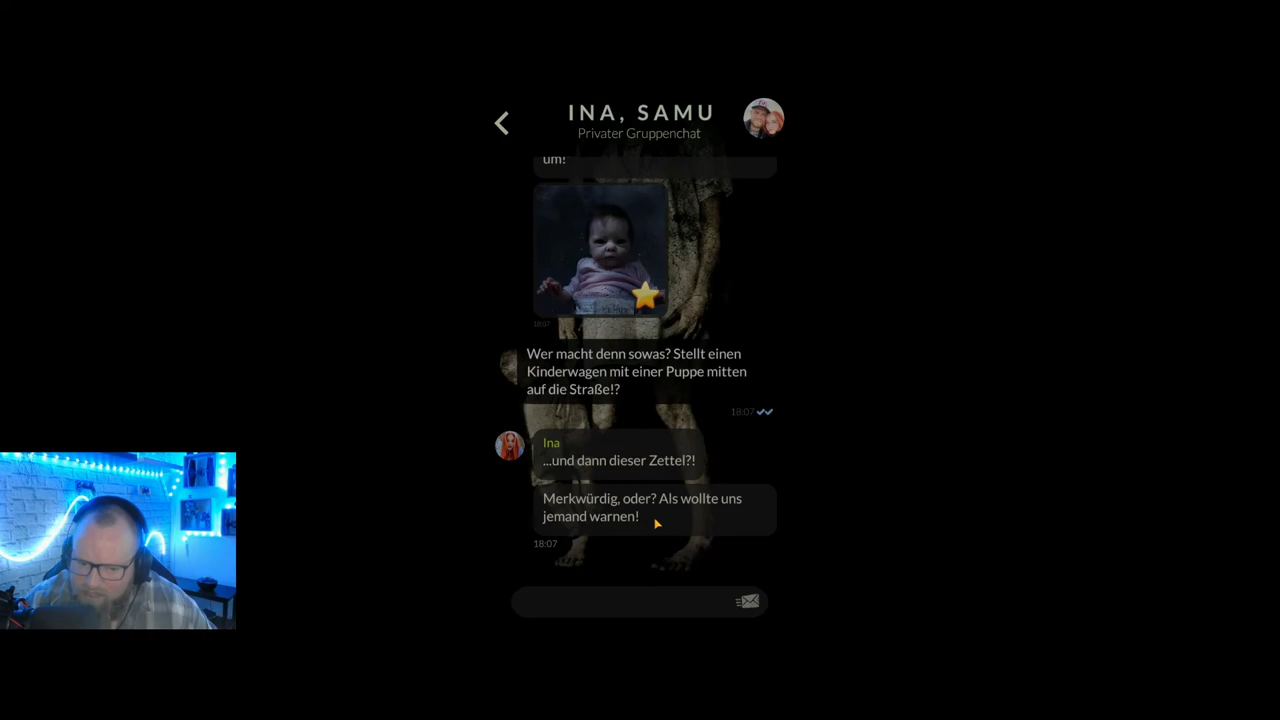 INA, SAMU
Privater Gruppenchat
um!
18:07
Wer macht denn sowas? Stellt einen
Kinderwagen mit einer Puppe mitten
auf die Straße!?
18:07
Ina
...und dann dieser Zettel?!
Merkwürdig, oder? Als wollte uns
jemand warnen!
18:07